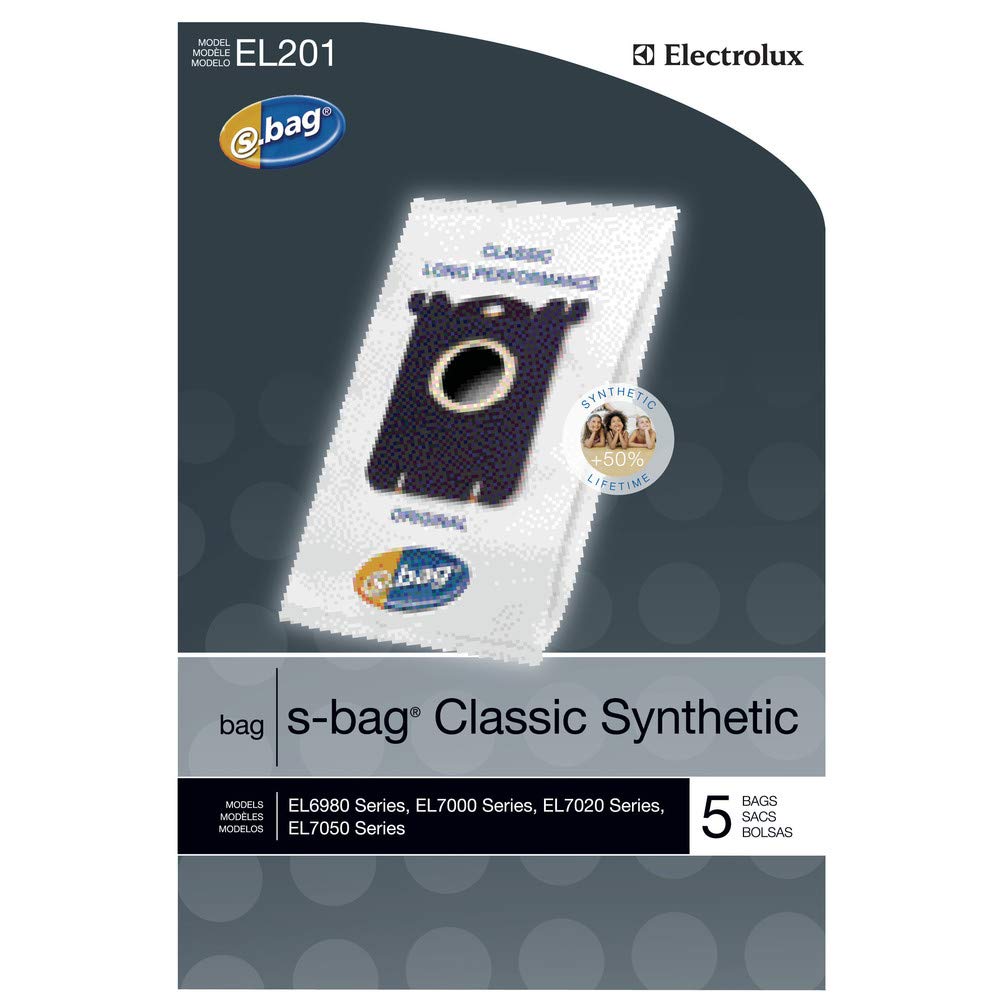 MODEL
MODÈLE
MODELO
EL201
Electrolux
s.bag®
CLASSIC
LONG PERFORMANCE
SYNTHETIC
+50%
LIFETIME
ORIGINAL
s.bag
bag
s-bag® Classic Synthetic
MODELS
MODÈLES
MODELOS
EL6980 Series, EL7000 Series, EL7020 Series,
EL7050 Series
5
BAGS
SACS
BOLSAS